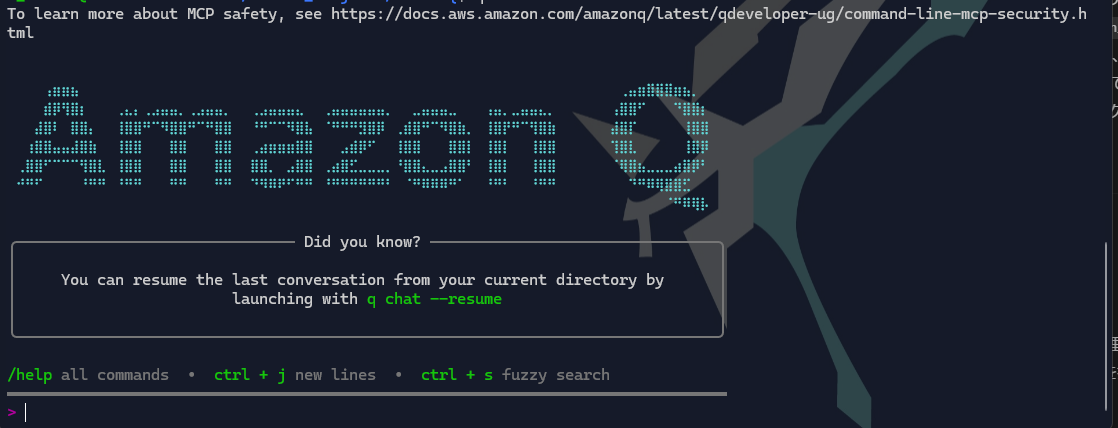 To learn more about MCP safety, see https://docs.aws.amazon.com/amazonq/latest/qdeveloper-ug/command-line-mcp-security.h
tml
Amazon Q
Did you know?
You can resume the last conversation from your current directory by
launching with q chat --resume
/help all commands • ctrl + j new lines • ctrl + s fuzzy search
>